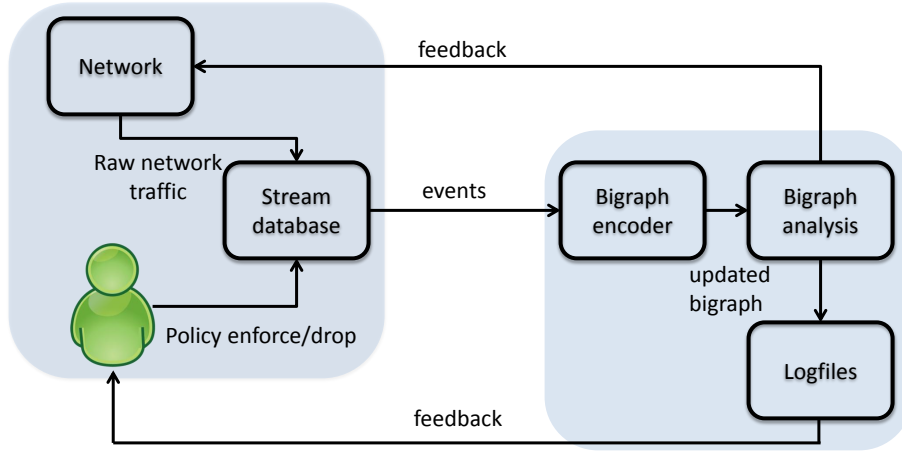 feedback
Network
Raw network
traffic
Stream
database
events
Bigraph
encoder
Bigraph
analysis
updated
bigraph
Policy enforce/drop
Logfiles
feedback